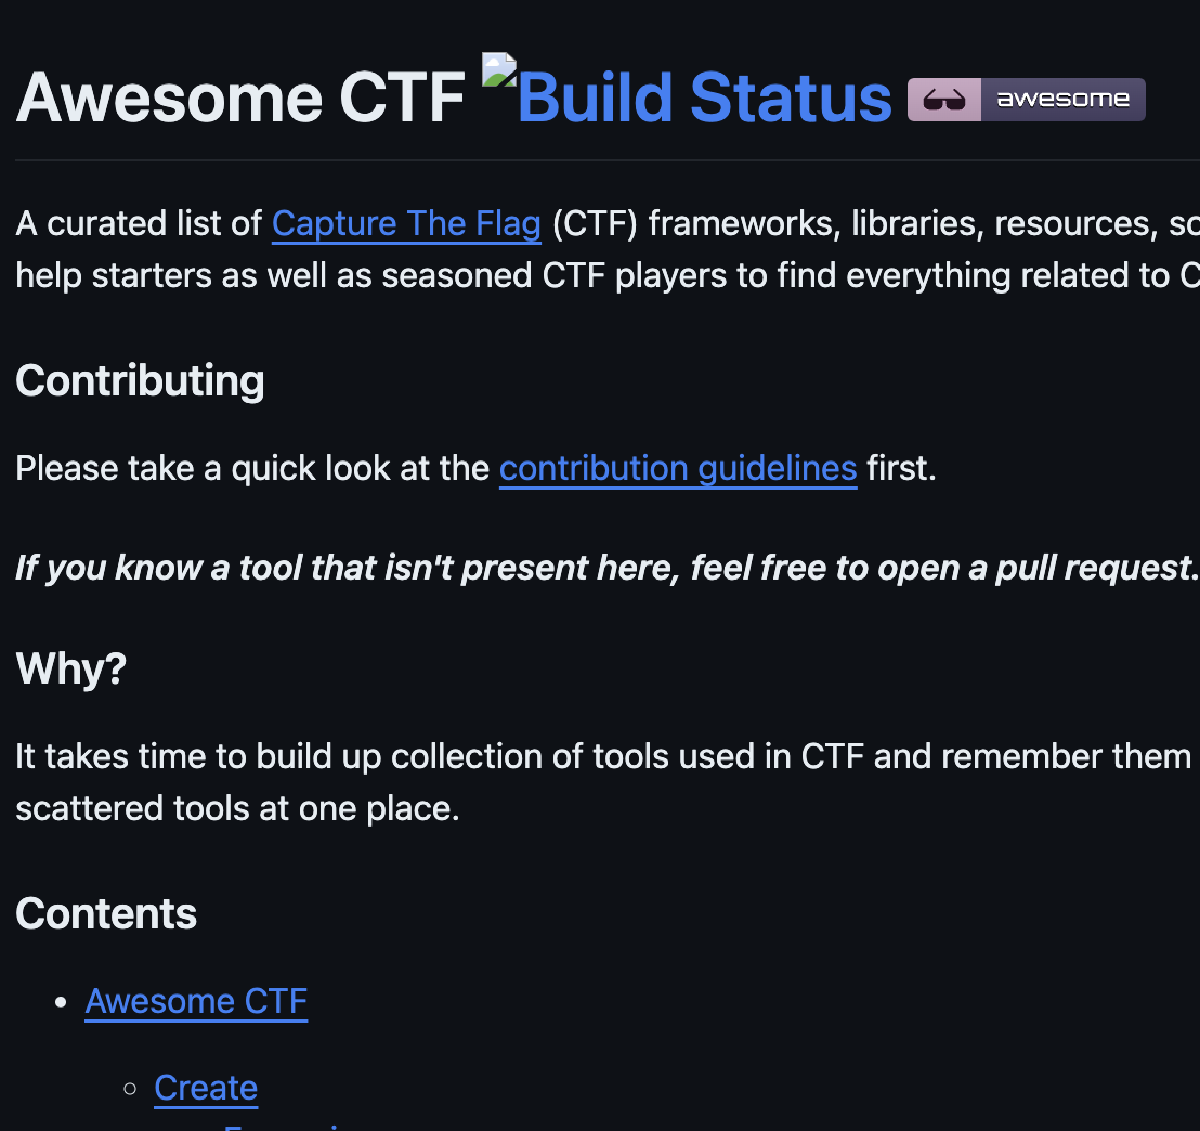 Awesome CTF Build Status awesome
A curated list of Capture The Flag (CTF) frameworks, libraries, resources,
help starters as well as seasoned CTF players to find everything related to
Contributing
Please take a quick look at the contribution guidelines first.
If you know a tool that isn't present here, feel free to open a pull request.
Why?
It takes time to build up collection of tools used in CTF and remember them
scattered tools at one place.
Contents
• Awesome CTF
○ Create